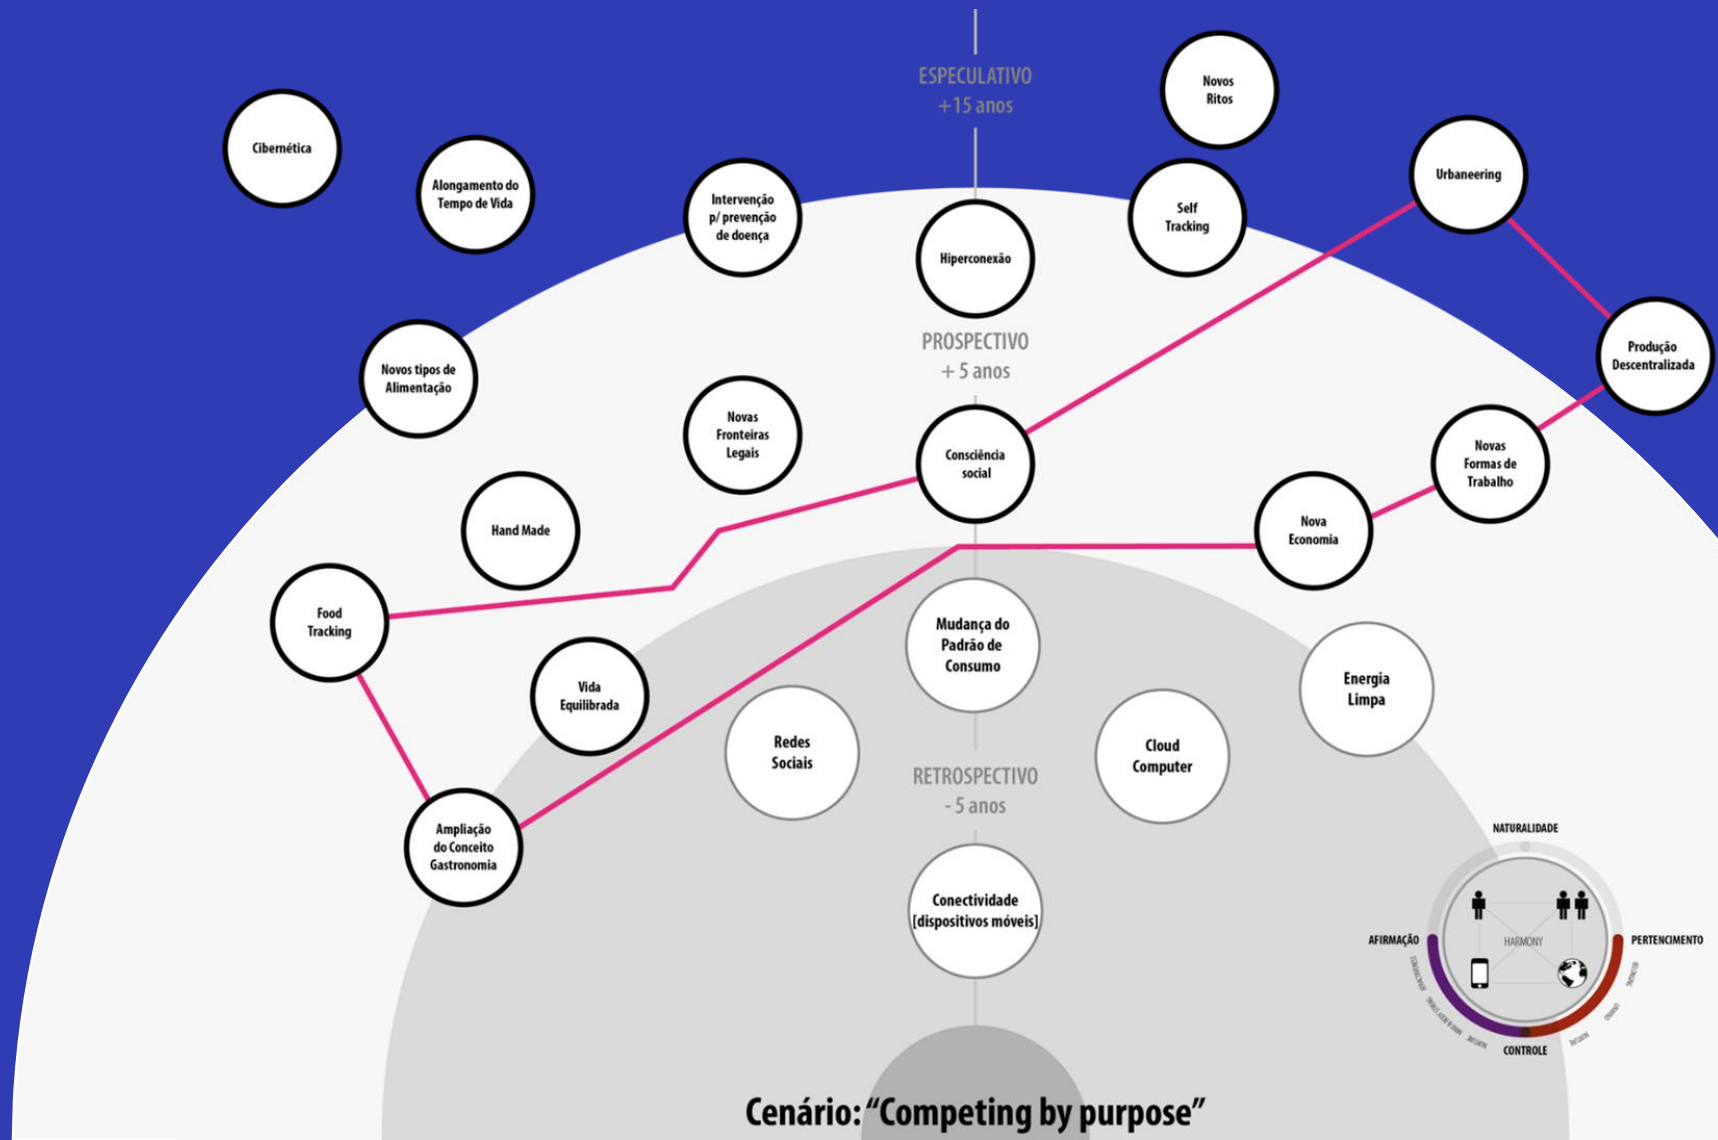 ESPECULATIVO
+15 anos
Novos
Ritos
Cibernética
Alongamento do
Tempo de Vida
Intervenção
p/ prevenção
de doença
Hiperconexão
Self
Tracking
Urbaneering
PROSPECTIVO
+ 5 anos
Produção
Descentralizada
Novos tipos de
Alimentação
Novas
Fronteiras
Legais
Consciência
social
Novas
Formas de
Trabalho
Hand Made
Nova
Economia
Food
Tracking
Mudança do
Padrão de
Consumo
Vida
Equilibrada
Energia
Limpa
Redes
Sociais
Cloud
Computer
RETROSPECTIVO
- 5 anos
Ampliação
do Conceito
Gastronomia
Conectividade
[dispositivos móveis]
NATURALIDADE
AFIRMAÇÃO
HARMONY
PERTENCIMENTO
CONTROLE
Cenário: “Competing by purpose”